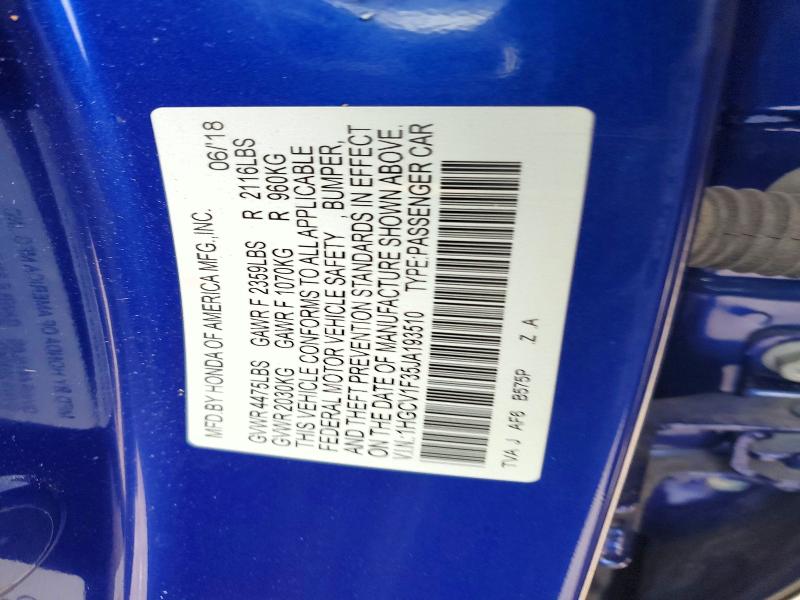 MFD BY HONDA OF AMERICA MFG.,INC. 06/'18
GVWR 4475LBS GAWR F 2359LBS R 2116LBS
GVWR 2030KG GAWR F 1070KG R 960KG
THIS VEHICLE CONFORMS TO ALL APPLICABLE
FEDERAL MOTOR VEHICLE SAFETY , BUMPER,
AND THEFT PREVENTION STANDARDS IN EFFECT
ON THE DATE OF MANUFACTURE SHOWN ABOVE.
V.I.N.:1HGCV1F35JA193510 TYPE:PASSENGER CAR
TVA J AF6 B575P Z A